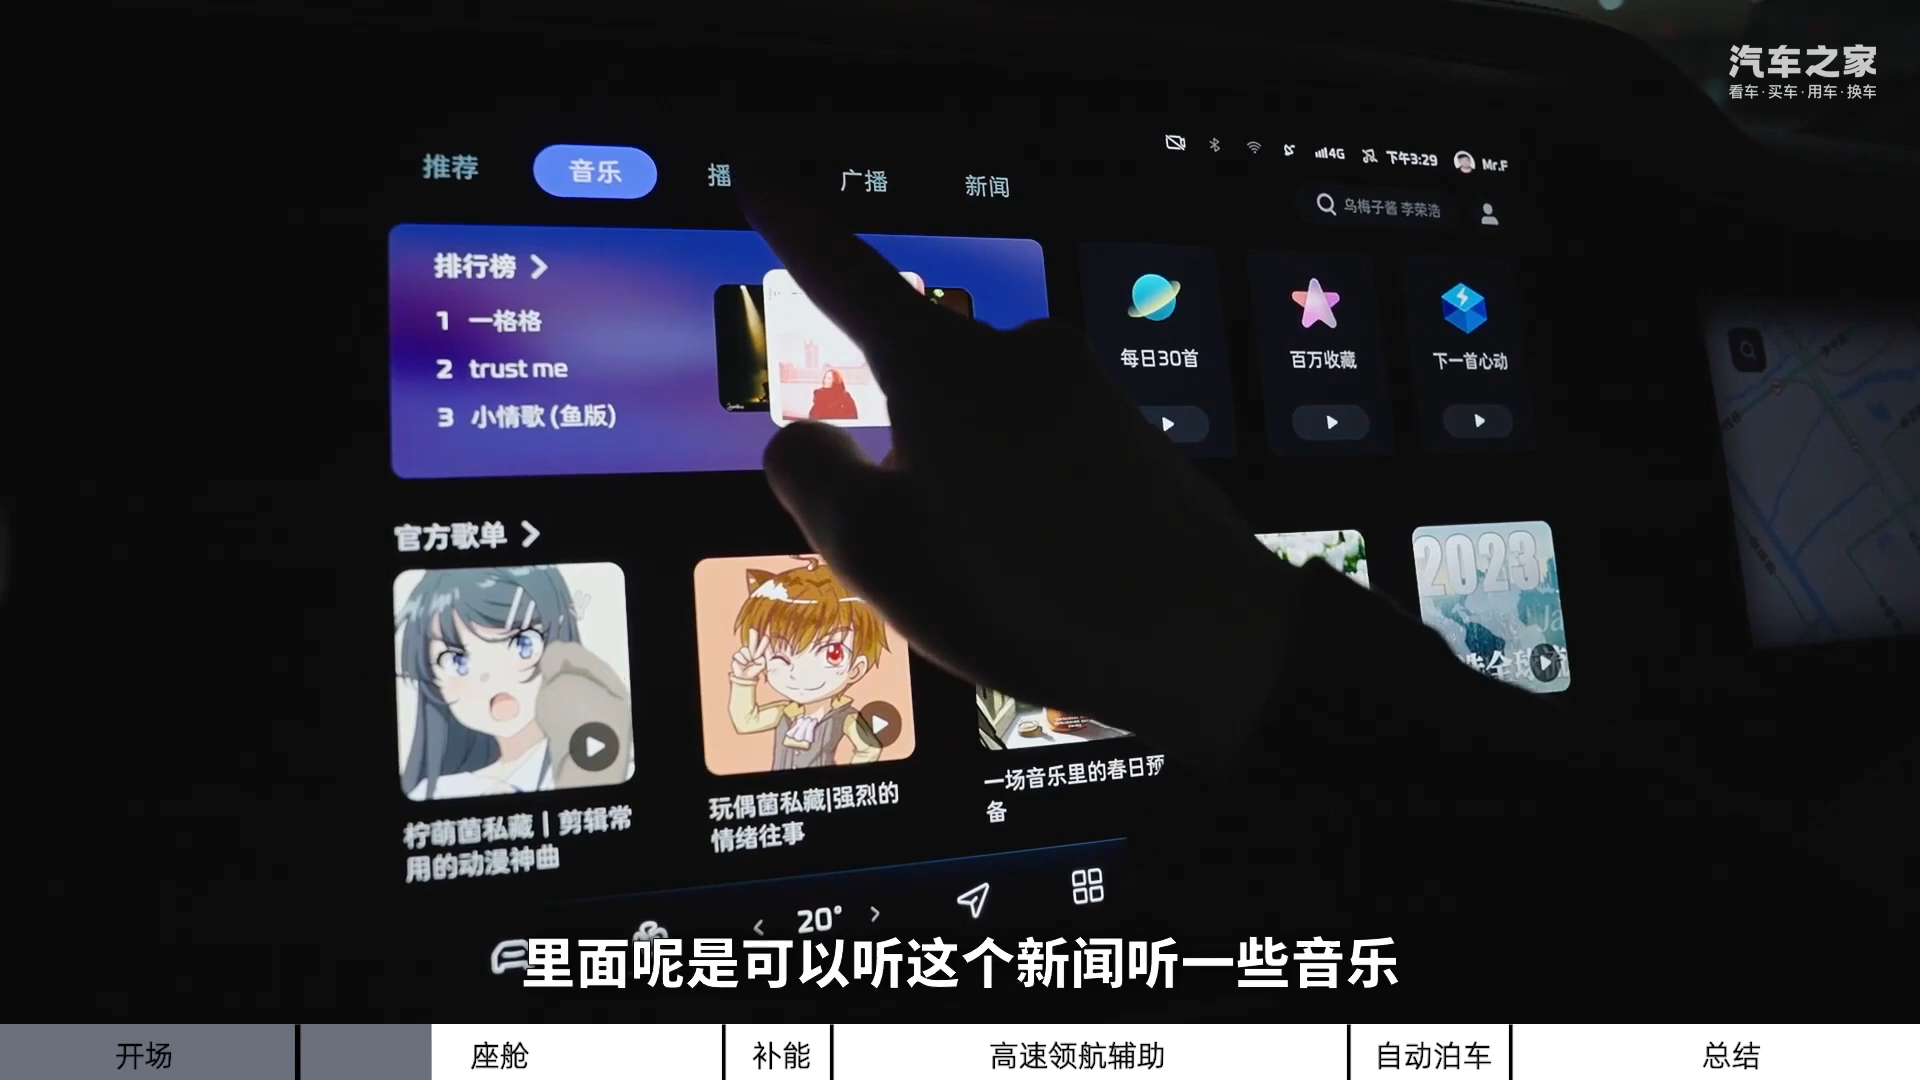 汽车之家
看车·买车·用车·换车
4G 下午3:29 Mr.F
推荐 音乐 播 广播 新闻
乌梅子酱 李荣浩
排行榜
1 一格格
2 trust me
3 小情歌 (鱼版)
每日30首
百万收藏
下一首心动
官方歌单
2023
柠萌菌私藏 | 剪辑常
用的动漫神曲
玩偶菌私藏|强烈的
情绪往事
一场音乐里的春日预
备
20°
里面呢是可以听这个新闻听一些音乐
开场 座舱 补能 高速领航辅助 自动泊车 总结